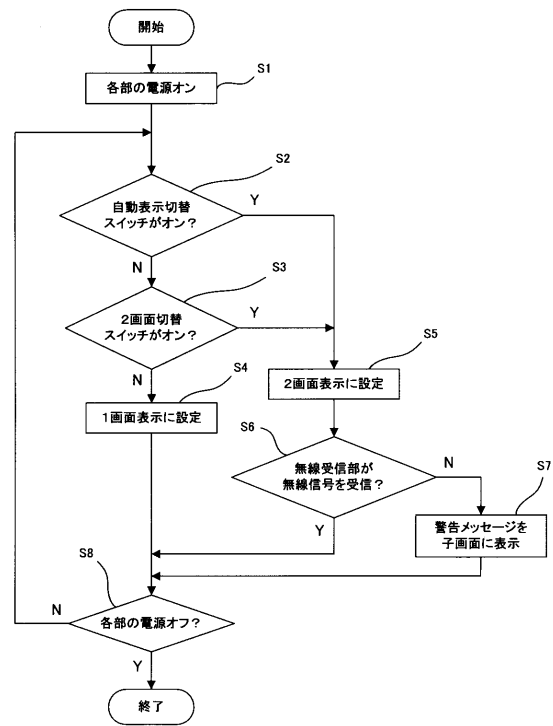 開始
各部の電源オン
S1
自動表示切替
スイッチがオン?
S2
Y
N
2画面切替
スイッチがオン?
S3
Y
N
1画面表示に設定
S4
2画面表示に設定
S5
無線受信部が
無線信号を受信?
S6
N
Y
警告メッセージを
子画面に表示
S7
各部の電源オフ?
S8
N
Y
終了